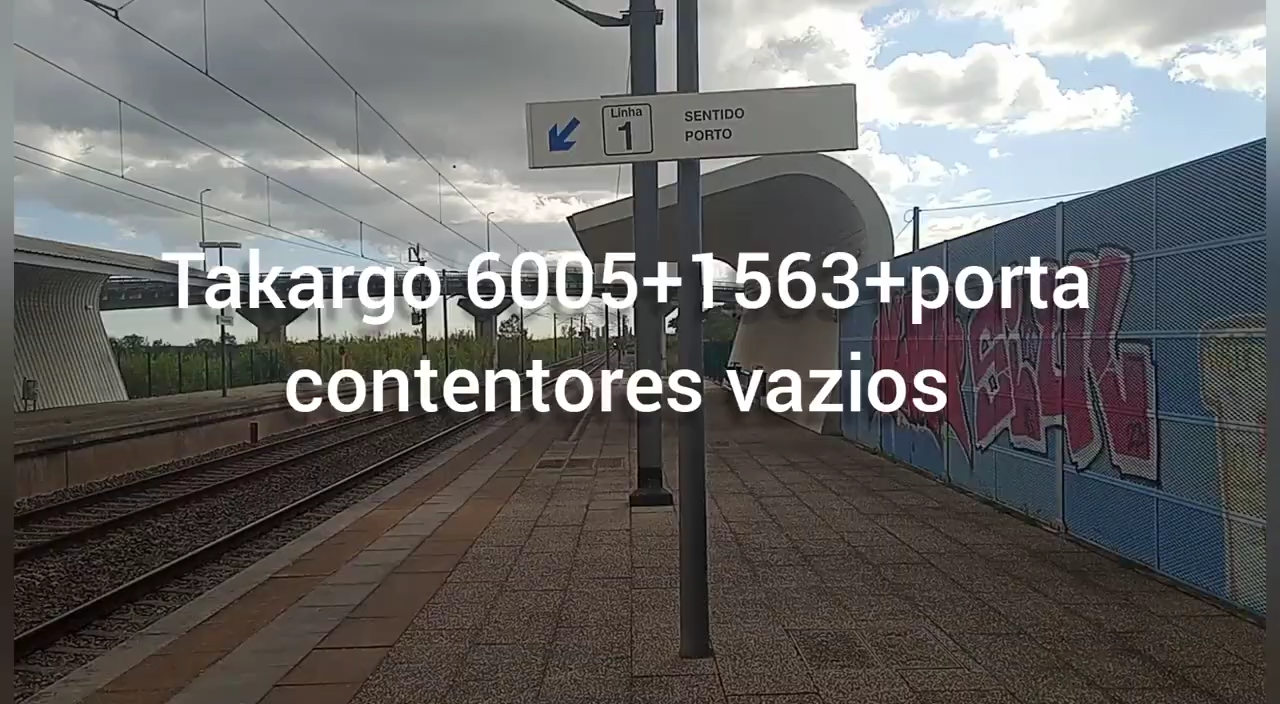 Linha
1
SENTIDO
PORTO
Takargo 6005+1563+porta
contentores vazios